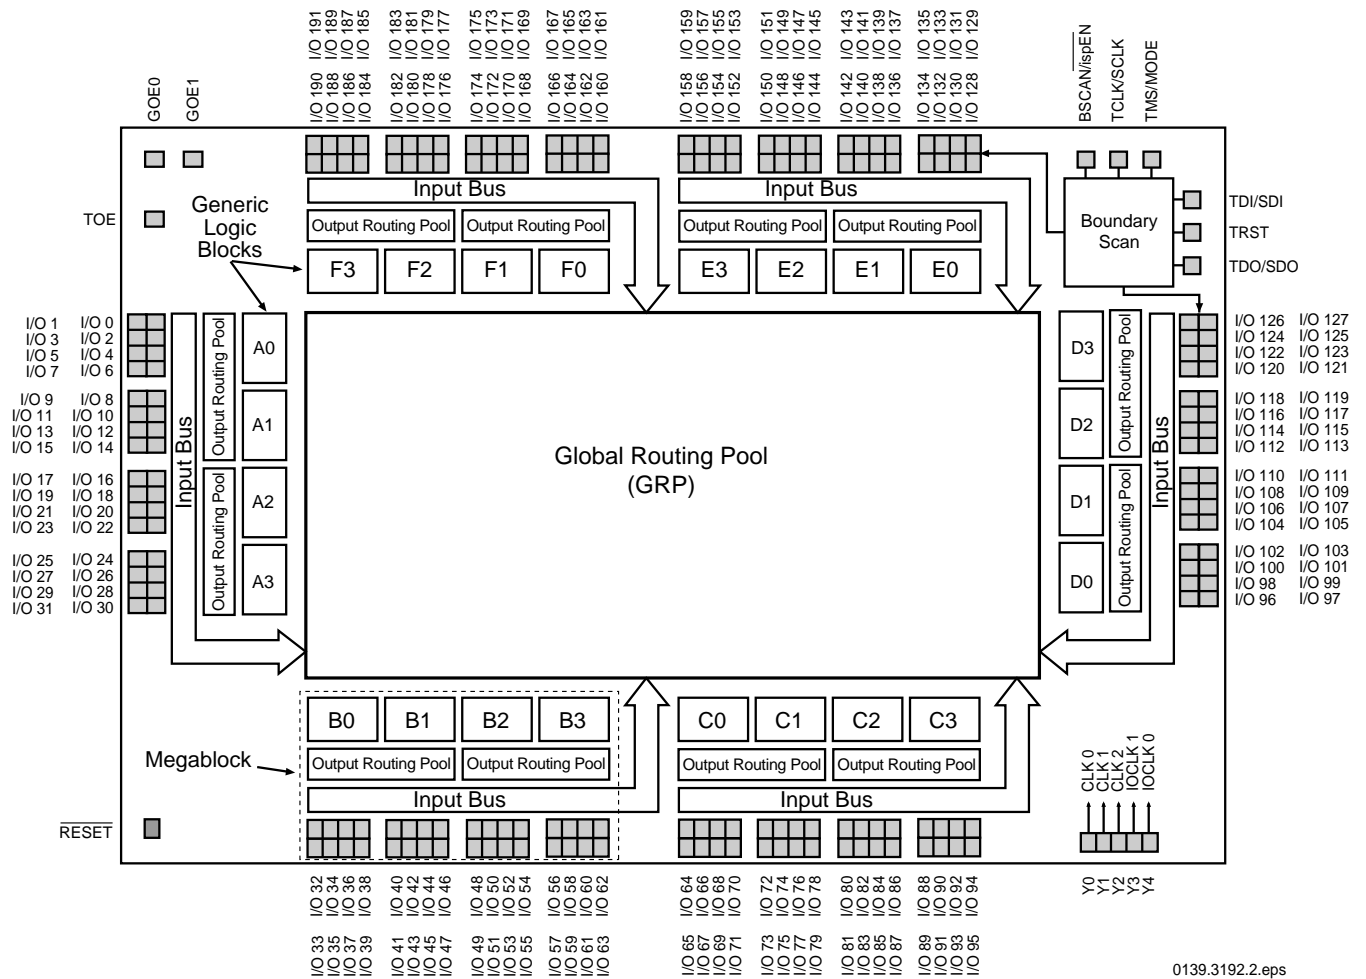 I/O 191 I/O 189 I/O 187 I/O 185
I/O 183 I/O 181 I/O 179 I/O 177
I/O 175 I/O 173 I/O 171 I/O 169
I/O 167 I/O 165 I/O 163 I/O 161
I/O 159 I/O 157 I/O 155 I/O 153
I/O 151 I/O 149 I/O 147 I/O 145
I/O 143 I/O 141 I/O 139 I/O 137
I/O 135 I/O 133 I/O 131 I/O 129
I/O 190 I/O 188 I/O 186 I/O 184
I/O 182 I/O 180 I/O 178 I/O 176
I/O 174 I/O 172 I/O 170 I/O 168
I/O 166 I/O 164 I/O 162 I/O 160
I/O 158 I/O 156 I/O 154 I/O 152
I/O 150 I/O 148 I/O 146 I/O 144
I/O 142 I/O 140 I/O 138 I/O 136
I/O 134 I/O 132 I/O 130 I/O 128
GOE0
GOE1
BSCAN/ispEN
TCLK/SCLK
TMS/MODE
TOE
Generic
Logic
Blocks
Input Bus
Input Bus
Output Routing Pool
Output Routing Pool
Output Routing Pool
Output Routing Pool
F3 F2 F1 F0
E3 E2 E1 E0
Boundary
Scan
TDI/SDI
TRST
TDO/SDO
I/O 1 I/O 0
I/O 3 I/O 2
I/O 5 I/O 4
I/O 7 I/O 6
I/O 9 I/O 8
I/O 11 I/O 10
I/O 13 I/O 12
I/O 15 I/O 14
I/O 17 I/O 16
I/O 19 I/O 18
I/O 21 I/O 20
I/O 23 I/O 22
I/O 25 I/O 24
I/O 27 I/O 26
I/O 29 I/O 28
I/O 31 I/O 30
Input Bus
Output Routing Pool
Output Routing Pool
A0
A1
A2
A3
Global Routing Pool
(GRP)
D3
D2
D1
D0
Output Routing Pool
Output Routing Pool
Input Bus
I/O 126 I/O 127
I/O 124 I/O 125
I/O 122 I/O 123
I/O 120 I/O 121
I/O 118 I/O 119
I/O 116 I/O 117
I/O 114 I/O 115
I/O 112 I/O 113
I/O 110 I/O 111
I/O 108 I/O 109
I/O 106 I/O 107
I/O 104 I/O 105
I/O 102 I/O 103
I/O 100 I/O 101
I/O 98 I/O 99
I/O 96 I/O 97
B0 B1 B2 B3
C0 C1 C2 C3
Megablock
Output Routing Pool
Output Routing Pool
Output Routing Pool
Output Routing Pool
Input Bus
Input Bus
RESET
CLK 0
CLK 1
CLK 2
IOCLK 1
IOCLK 0
Y0
Y1
Y2
Y3
Y4
I/O 32 I/O 34 I/O 36 I/O 38
I/O 40 I/O 42 I/O 44 I/O 46
I/O 48 I/O 50 I/O 52 I/O 54
I/O 56 I/O 58 I/O 60 I/O 62
I/O 64 I/O 66 I/O 68 I/O 70
I/O 72 I/O 74 I/O 76 I/O 78
I/O 80 I/O 82 I/O 84 I/O 86
I/O 88 I/O 90 I/O 92 I/O 94
I/O 33 I/O 35 I/O 37 I/O 39
I/O 41 I/O 43 I/O 45 I/O 47
I/O 49 I/O 51 I/O 53 I/O 55
I/O 57 I/O 59 I/O 61 I/O 63
I/O 65 I/O 67 I/O 69 I/O 71
I/O 73 I/O 75 I/O 77 I/O 79
I/O 81 I/O 83 I/O 85 I/O 87
I/O 89 I/O 91 I/O 93 I/O 95
0139.3192.2.eps